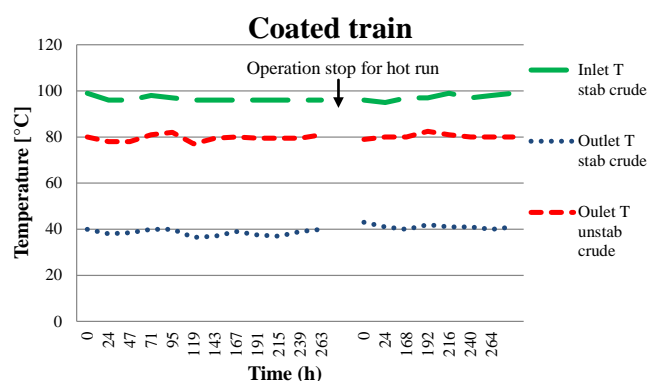 Coated train
Operation stop for hot run
Temperature [°C]
120
100
80
60
40
20
0
0
24
47
71
95
119
143
167
191
215
239
263
0
24
168
192
216
240
264
Time (h)
Inlet T
stab crude
Outlet T
stab crude
Oulet T
unstab
crude